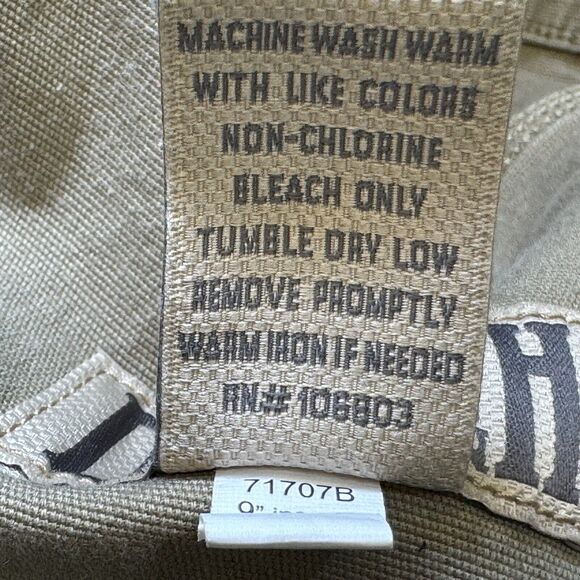 MACHINE WASH WARM
WITH LIKE COLORS
NON-CHLORINE
BLEACH ONLY
TUMBLE DRY LOW
REMOVE PROMPTLY
WARM IRON IF NEEDED
RN# 106803
H
71707B
9"